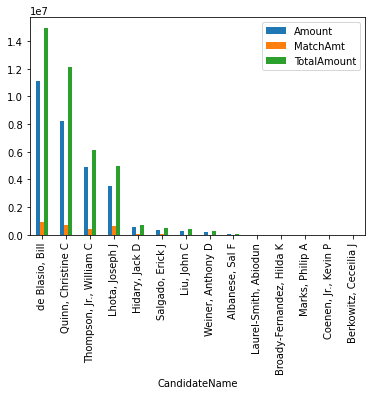 1e7
1.4
1.2
1.0
0.8
0.6
0.4
0.2
0.0
Amount
MatchAmt
TotalAmount
de Blasio, Bill
Quinn, Christine C
Thompson, Jr., William C
Lhota, Joseph J
Hidary, Jack D
Salgado, Erick J
Liu, John C
Weiner, Anthony D
Albanese, Sal F
Laurel-Smith, Abiodun
Broady-Fernandez, Hilda K
Marks, Philip A
Coenen, Jr., Kevin P
Berkowitz, Ceceilia J
CandidateName